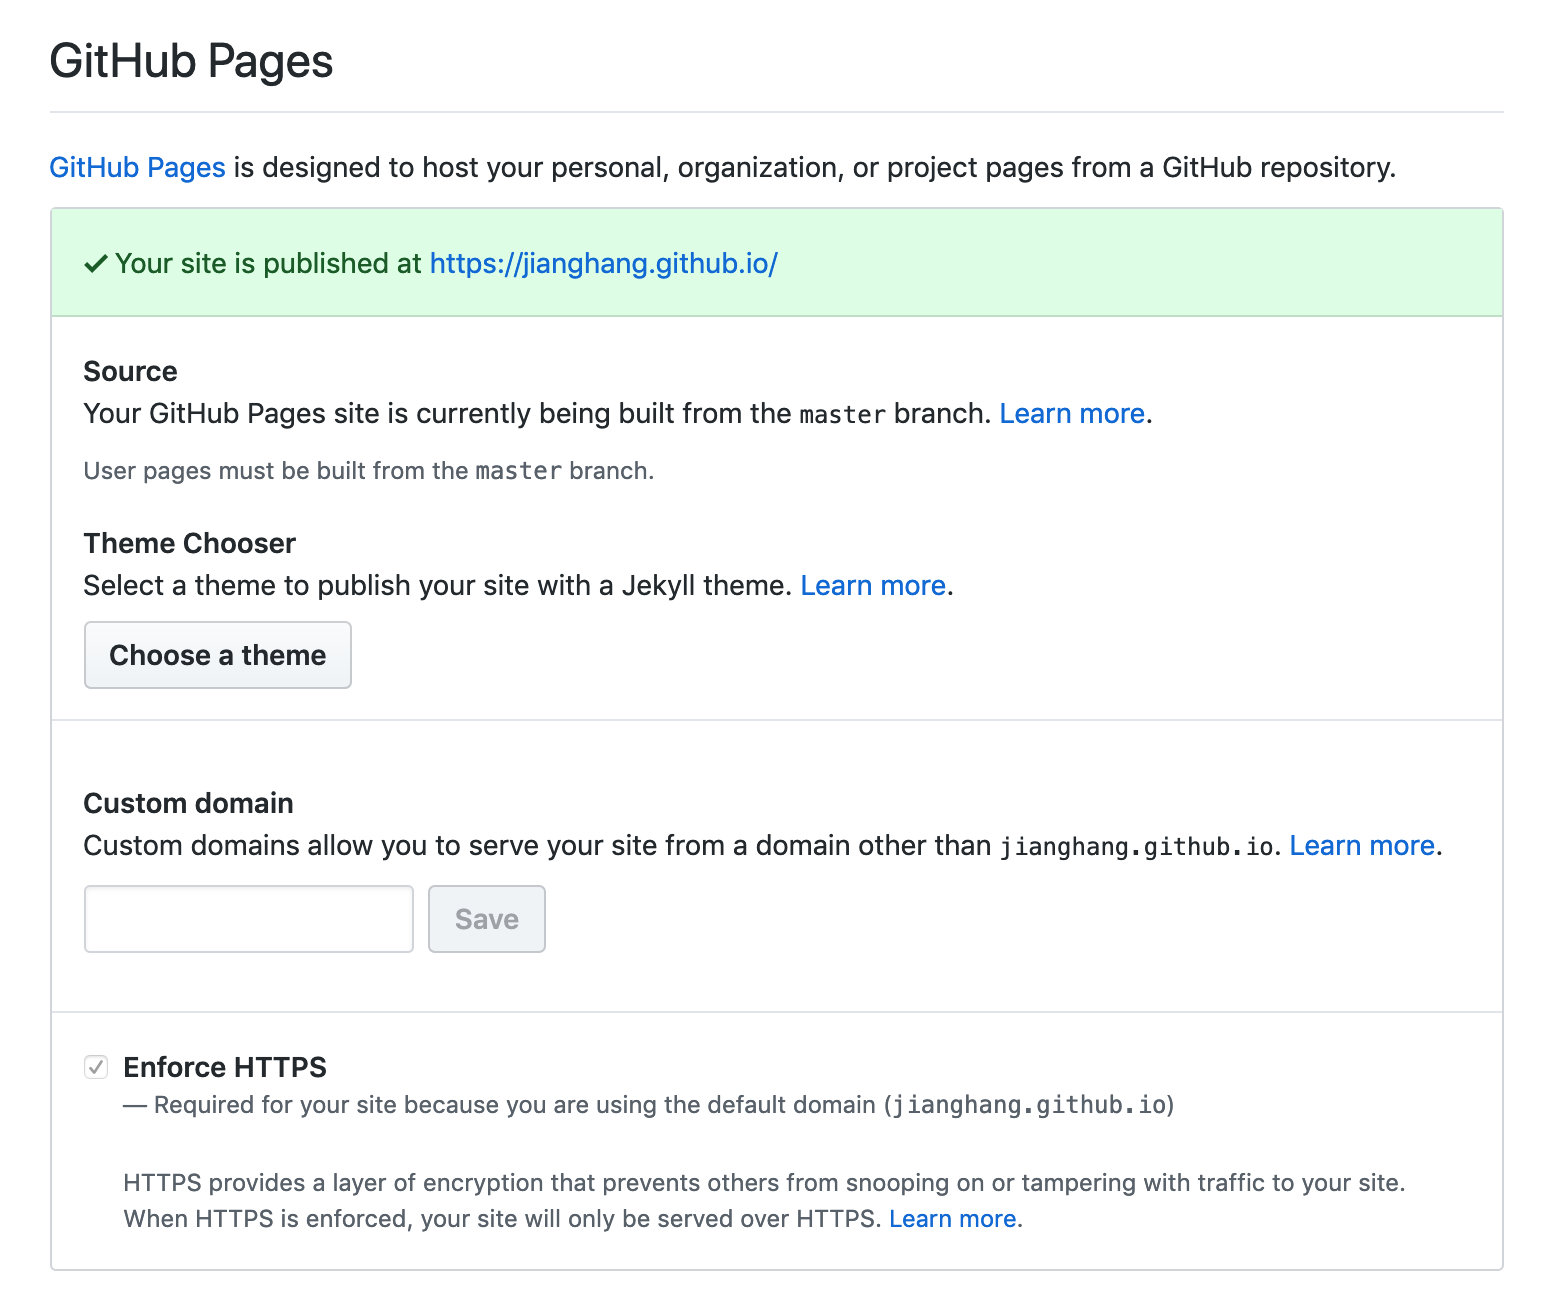 GitHub Pages
GitHub Pages is designed to host your personal, organization, or project pages from a GitHub repository.
Your site is published at https://jianghang.github.io/
Source
Your GitHub Pages site is currently being built from the master branch. Learn more.
User pages must be built from the master branch.
Theme Chooser
Select a theme to publish your site with a Jekyll theme. Learn more.
Choose a theme
Custom domain
Custom domains allow you to serve your site from a domain other than jianghang.github.io. Learn more.
Save
Enforce HTTPS
— Required for your site because you are using the default domain (jianghang.github.io)
HTTPS provides a layer of encryption that prevents others from snooping on or tampering with traffic to your site.
When HTTPS is enforced, your site will only be served over HTTPS. Learn more.